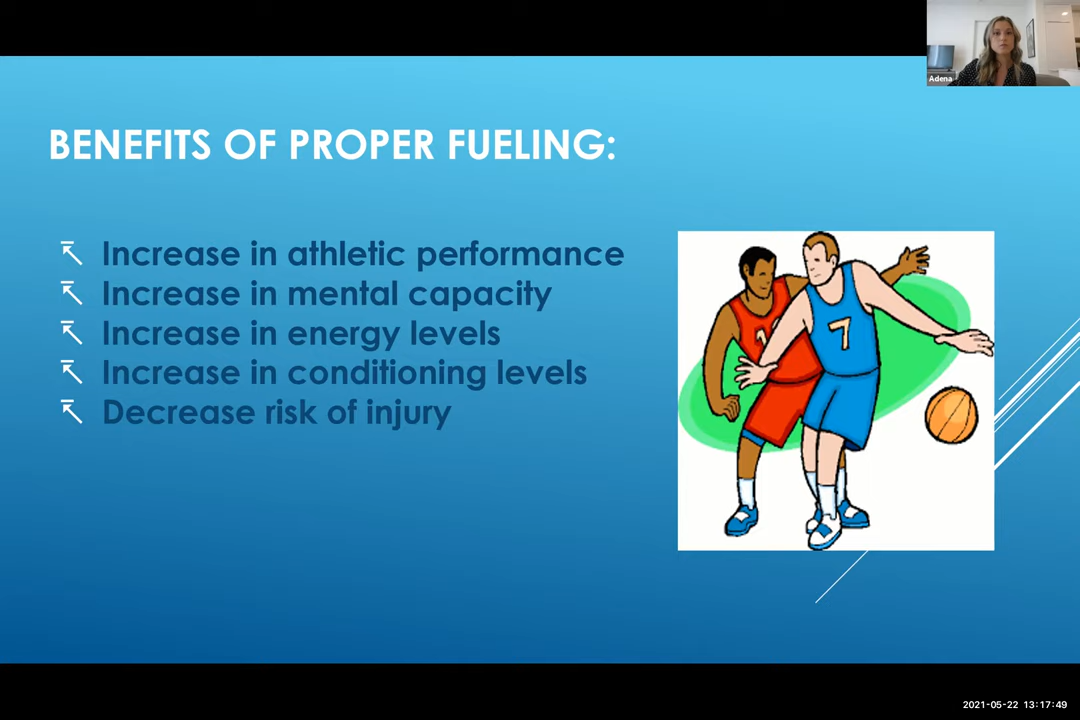 Adena
BENEFITS OF PROPER FUELING:
Increase in athletic performance
Increase in mental capacity
Increase in energy levels
Increase in conditioning levels
Decrease risk of injury
7
2021-05-22 13:17:49